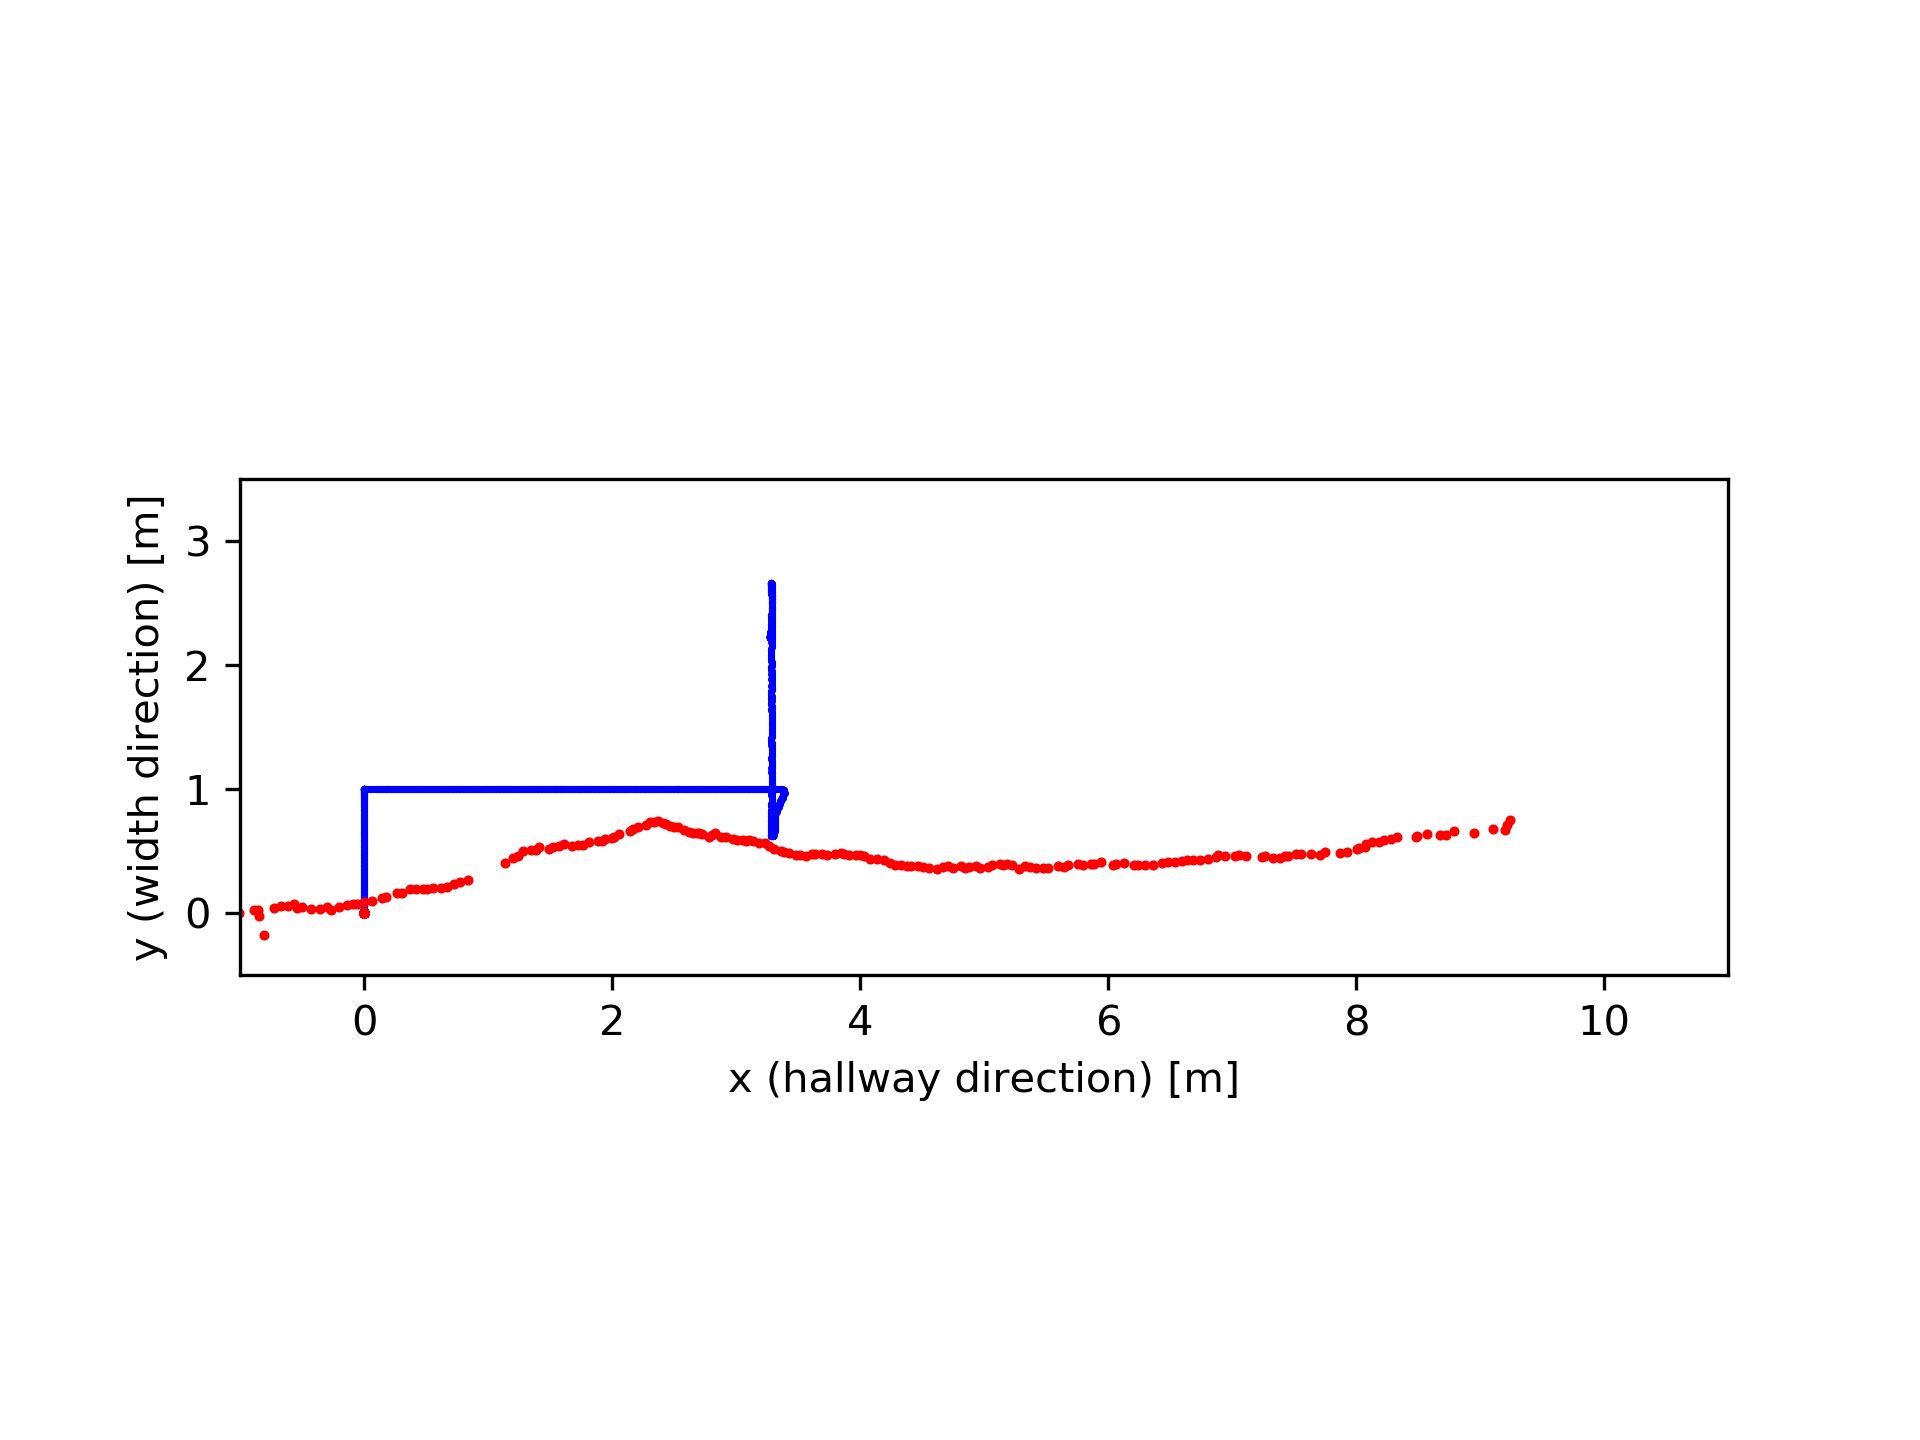 y (width direction) [m]
3
2
1
0
0 2 4 6 8 10
x (hallway direction) [m]